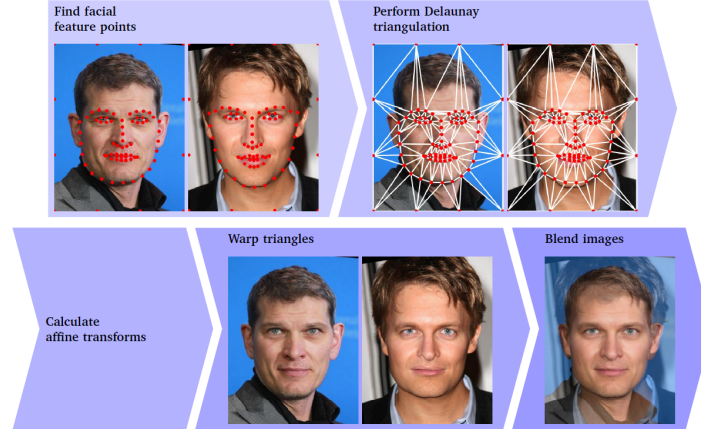 Find facial
feature points
Perform Delaunay
triangulation
Calculate
affine transforms
Warp triangles
Blend images